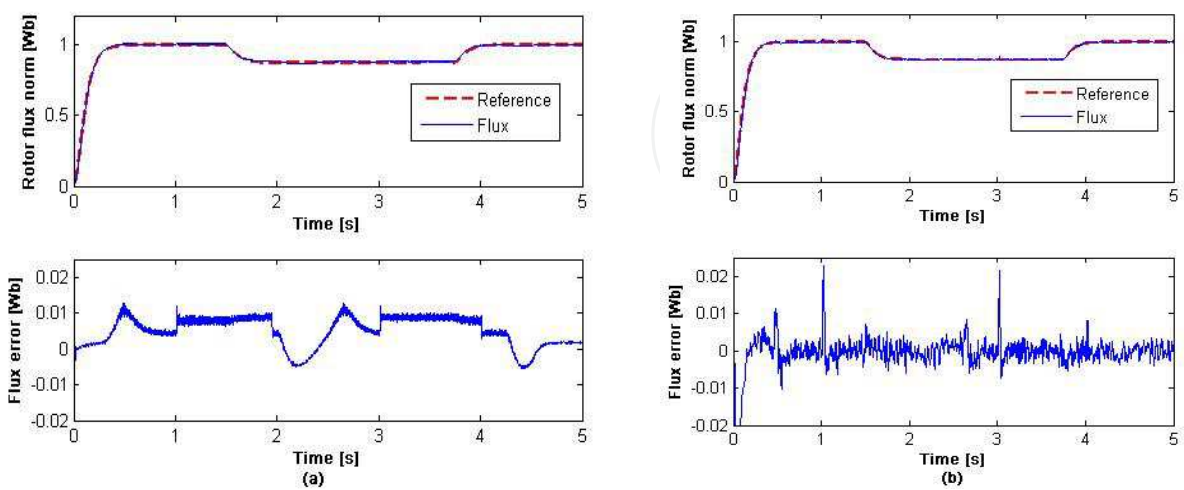 Rotor flux norm [Wb]
1
0.5
0
Reference
Flux
0 1 2 3 4 5
Time [s]
Flux error [Wb]
0.02
0.01
0
-0.01
-0.02
0 1 2 3 4 5
Time [s]
(a)
Rotor flux norm [Wb]
1
0.5
0
Reference
Flux
0 1 2 3 4 5
Time [s]
Flux error [Wb]
0.02
0.01
0
-0.01
-0.02
0 1 2 3 4 5
Time [s]
(b)